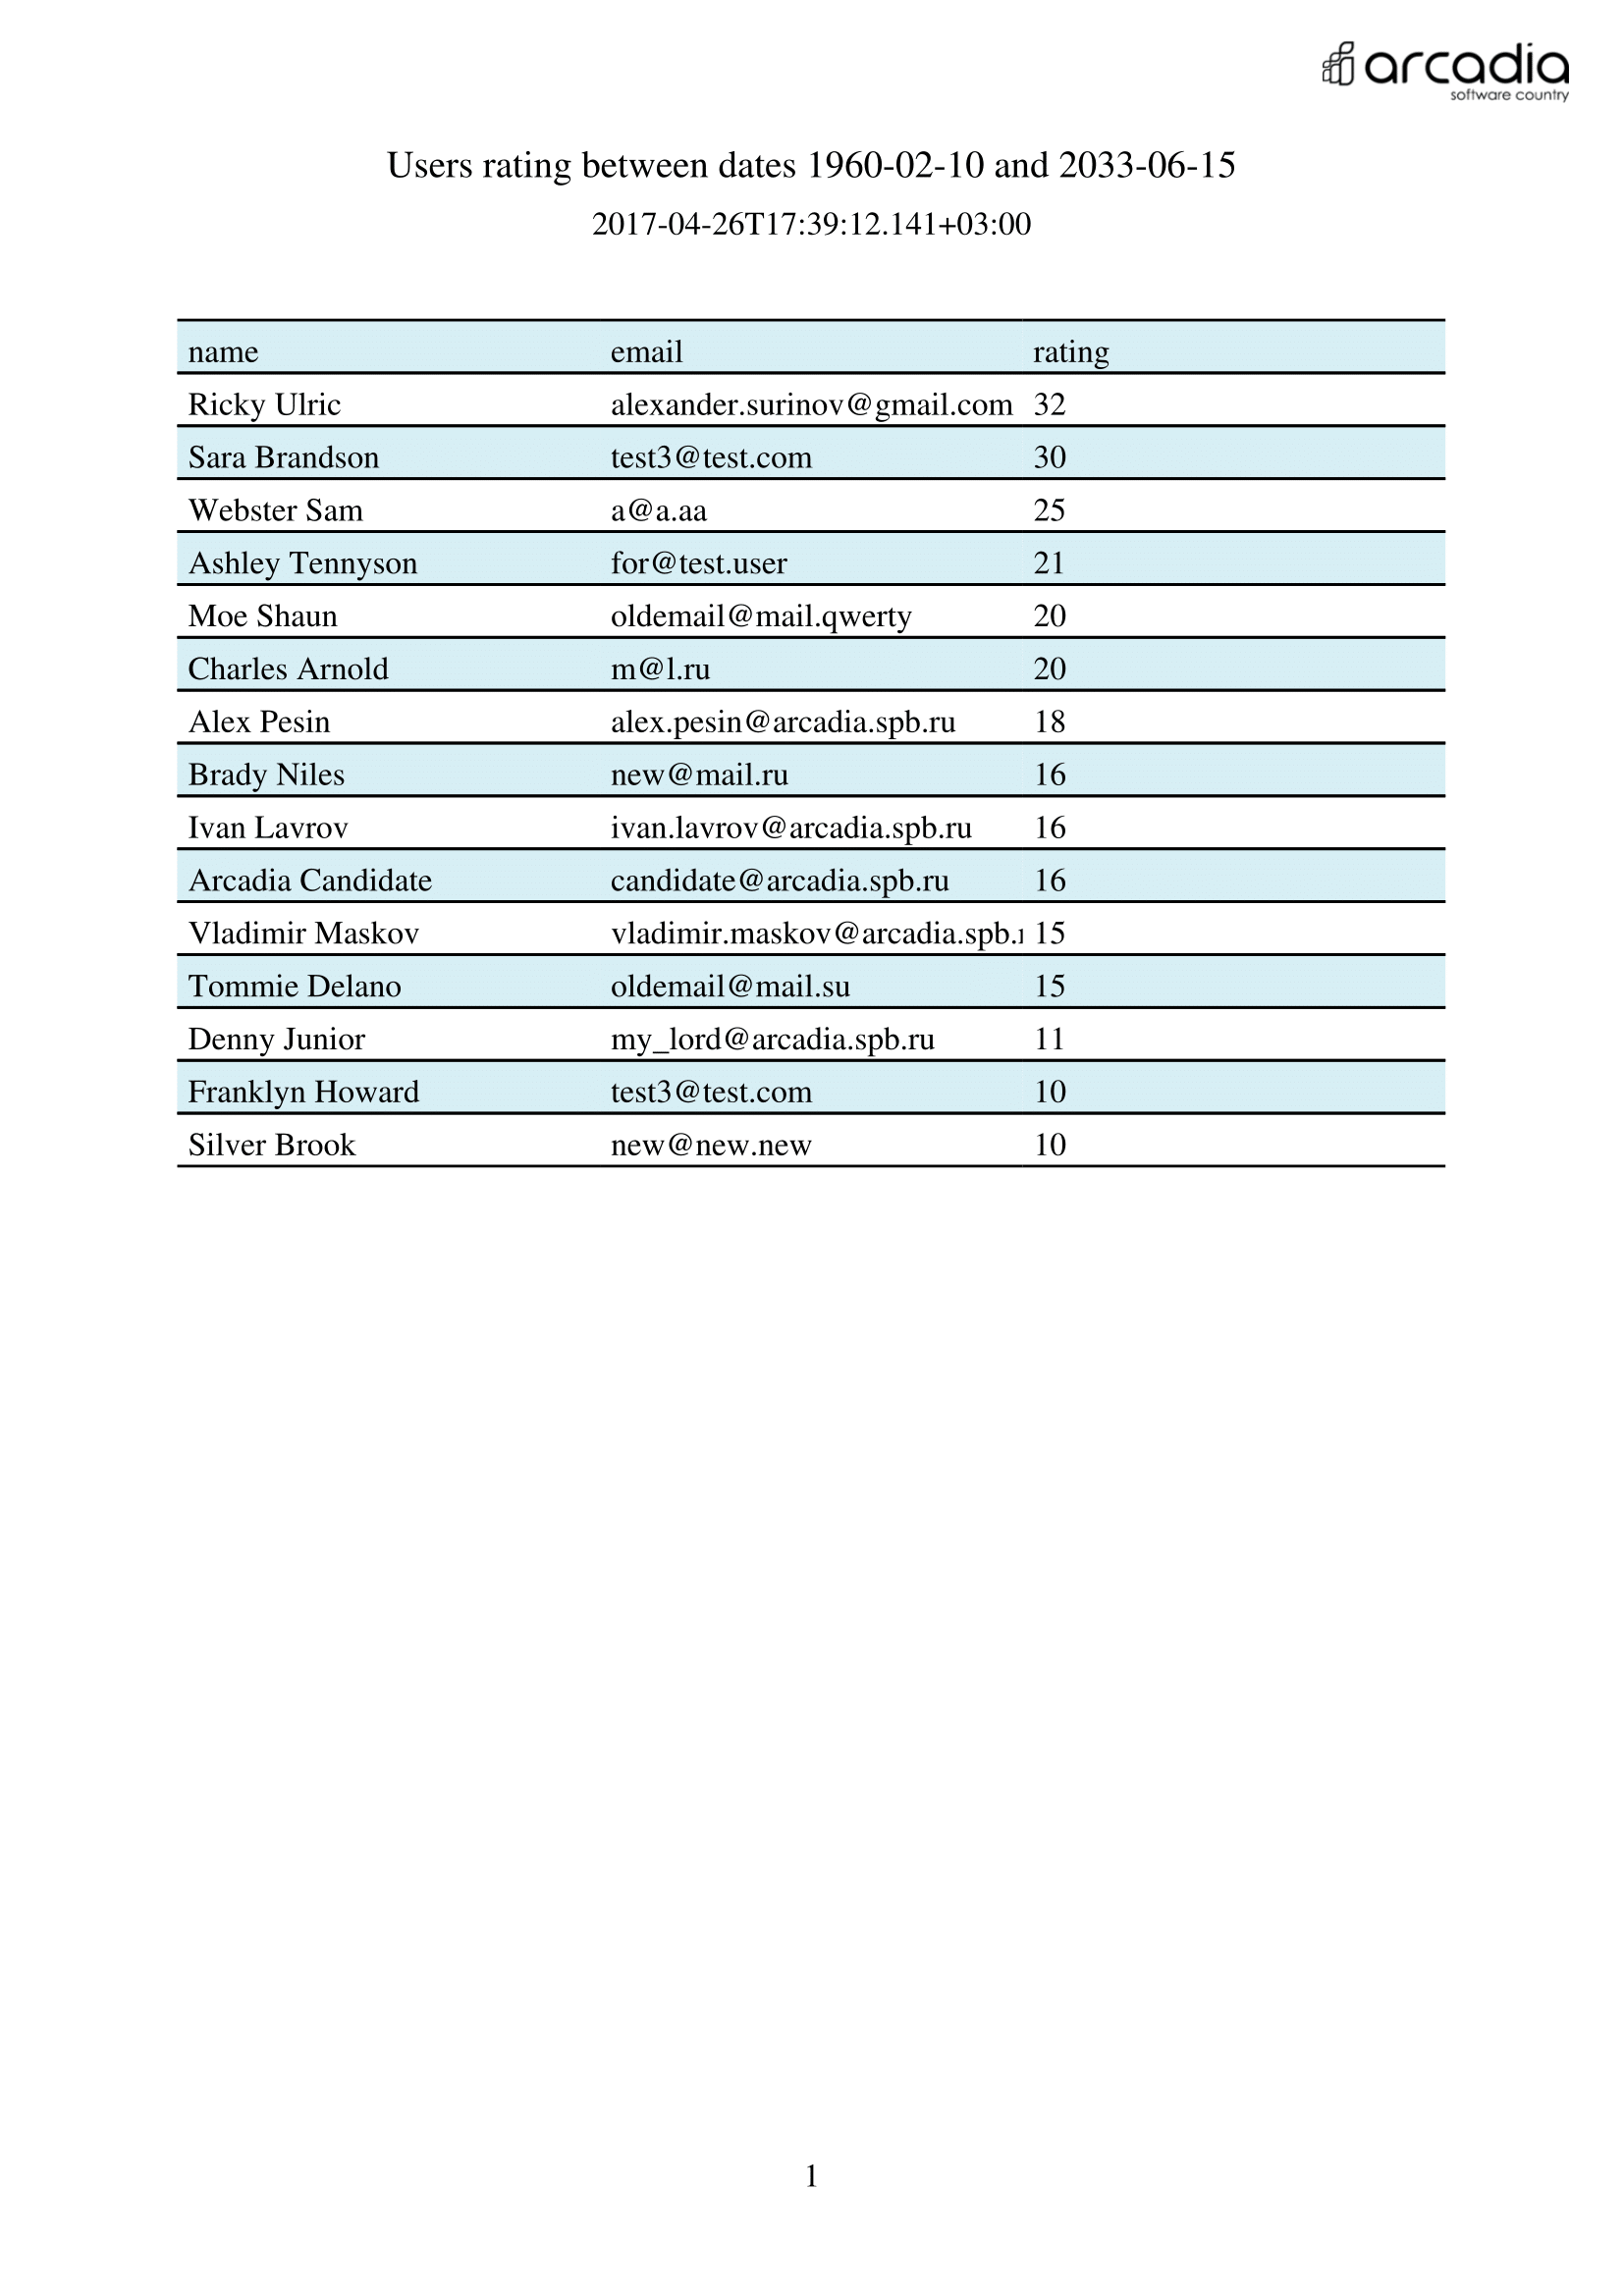 arcadia
software country
Users rating between dates 1960-02-10 and 2033-06-15
2017-04-26T17:39:12.141+03:00
name email rating
Ricky Ulric alexander.surinov@gmail.com 32
Sara Brandson test3@test.com 30
Webster Sam a@a.aa 25
Ashley Tennyson for@test.user 21
Moe Shaun oldemail@mail.qwerty 20
Charles Arnold m@l.ru 20
Alex Pesin alex.pesin@arcadia.spb.ru 18
Brady Niles new@mail.ru 16
Ivan Lavrov ivan.lavrov@arcadia.spb.ru 16
Arcadia Candidate candidate@arcadia.spb.ru 16
Vladimir Maskov vladimir.maskov@arcadia.spb. 15
Tommie Delano oldemail@mail.su 15
Denny Junior my_lord@arcadia.spb.ru 11
Franklyn Howard test3@test.com 10
Silver Brook new@new.new 10
1